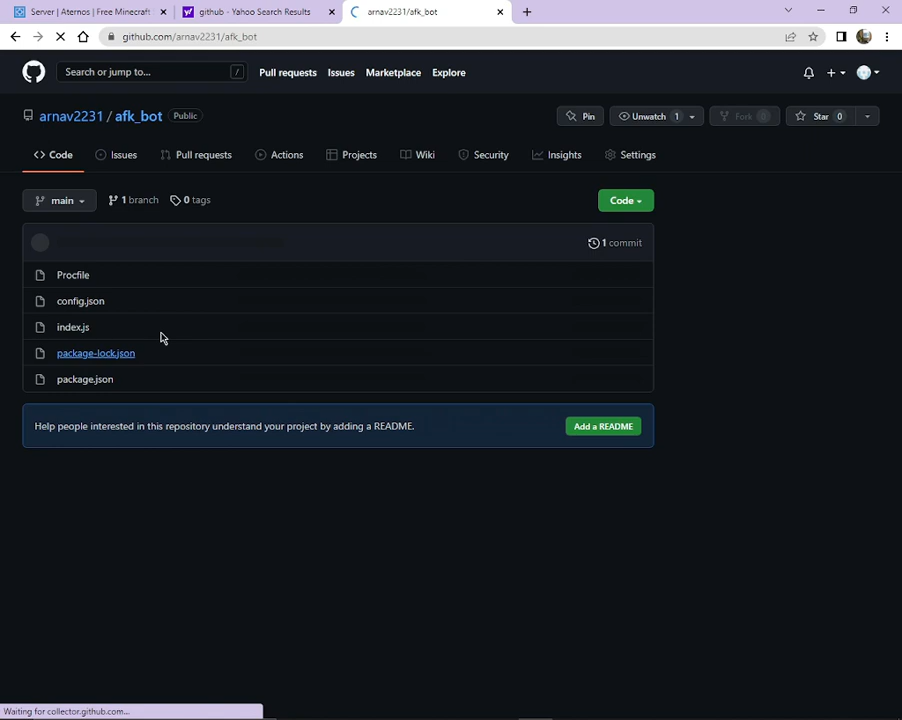 Server | Aternos | Free Minecraft
github - Yahoo Search Results
arnav2231/afk_bot
github.com/arnav2231/afk_bot
Search or jump to...
/
Pull requests
Issues
Marketplace
Explore
arnav2231 / afk_bot
Public
Pin
Unwatch 1
Fork 0
Star 0
Code
Issues
Pull requests
Actions
Projects
Wiki
Security
Insights
Settings
main
1 branch
0 tags
Code
1 commit
Procfile
config.json
index.js
package-lock.json
package.json
Help people interested in this repository understand your project by adding a README.
Add a README
Waiting for collector.github.com...